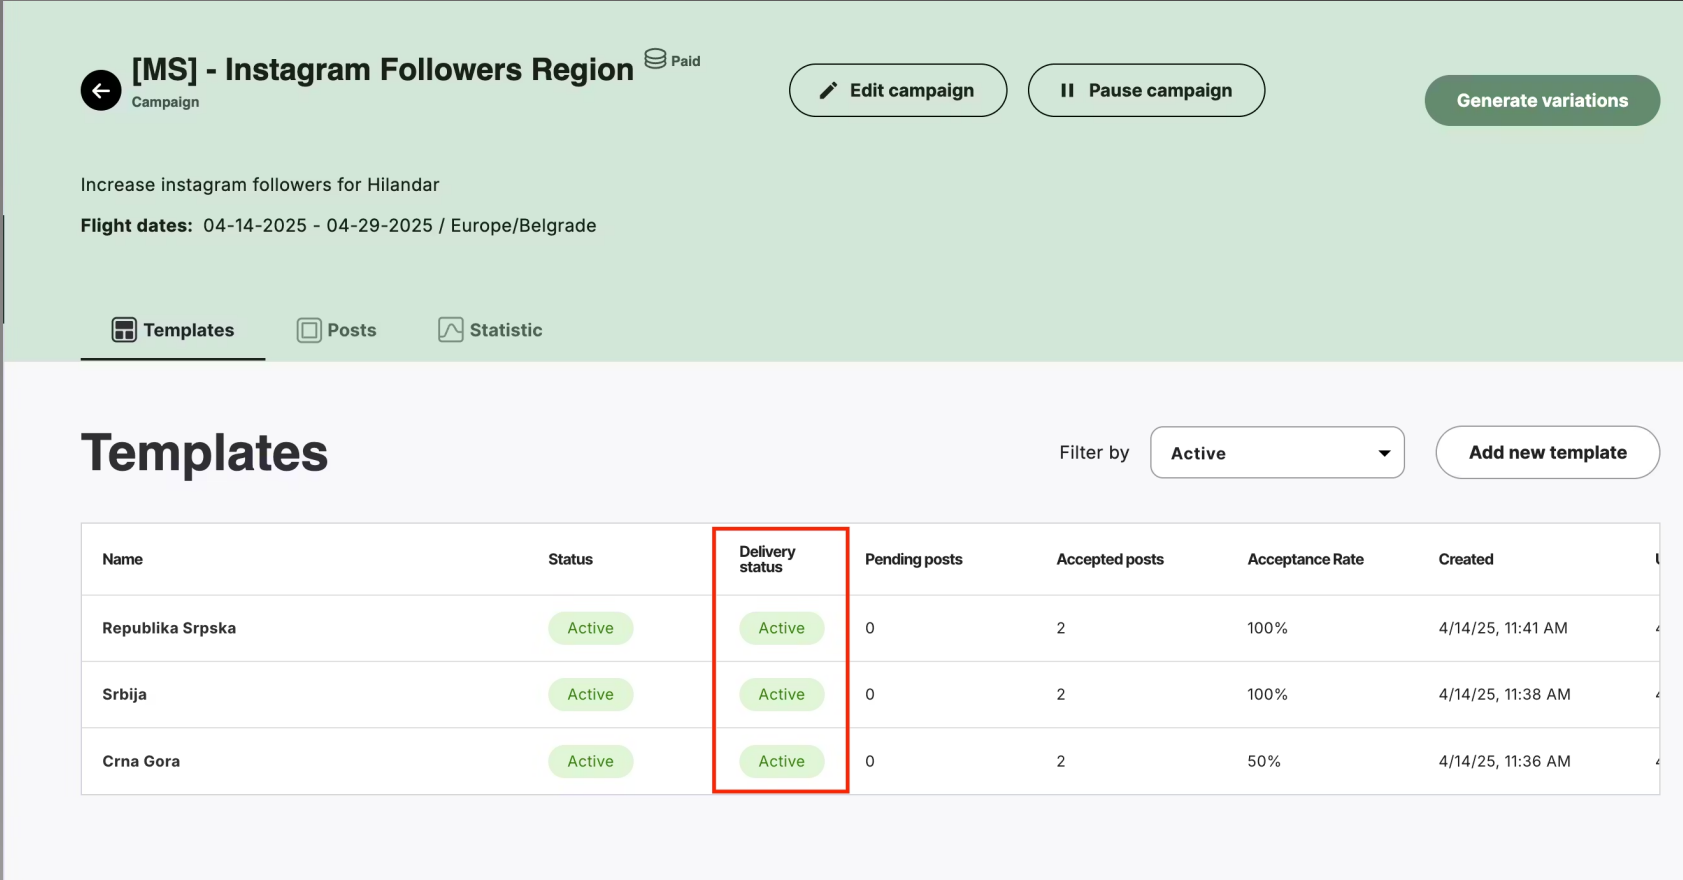 [MS] - Instagram Followers Region
Paid
Campaign
Edit campaign
Pause campaign
Generate variations
Increase instagram followers for Hilandar
Flight dates: 04-14-2025 - 04-29-2025 / Europe/Belgrade
Templates
Posts
Statistic
Templates
Filter by
Active
Add new template
Name Status Delivery status Pending posts Accepted posts Acceptance Rate Created
Republika Srpska Active Active 0 2 100% 4/14/25, 11:41 AM
Srbija Active Active 0 2 100% 4/14/25, 11:38 AM
Crna Gora Active Active 0 2 50% 4/14/25, 11:36 AM